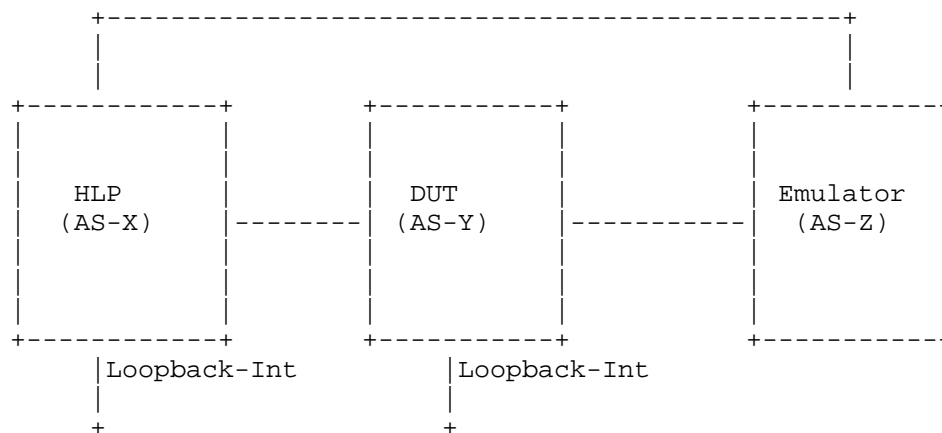 HLP DUT Emulator
(AS-X) (AS-Y) (AS-Z)
Loopback-Int Loopback-Int